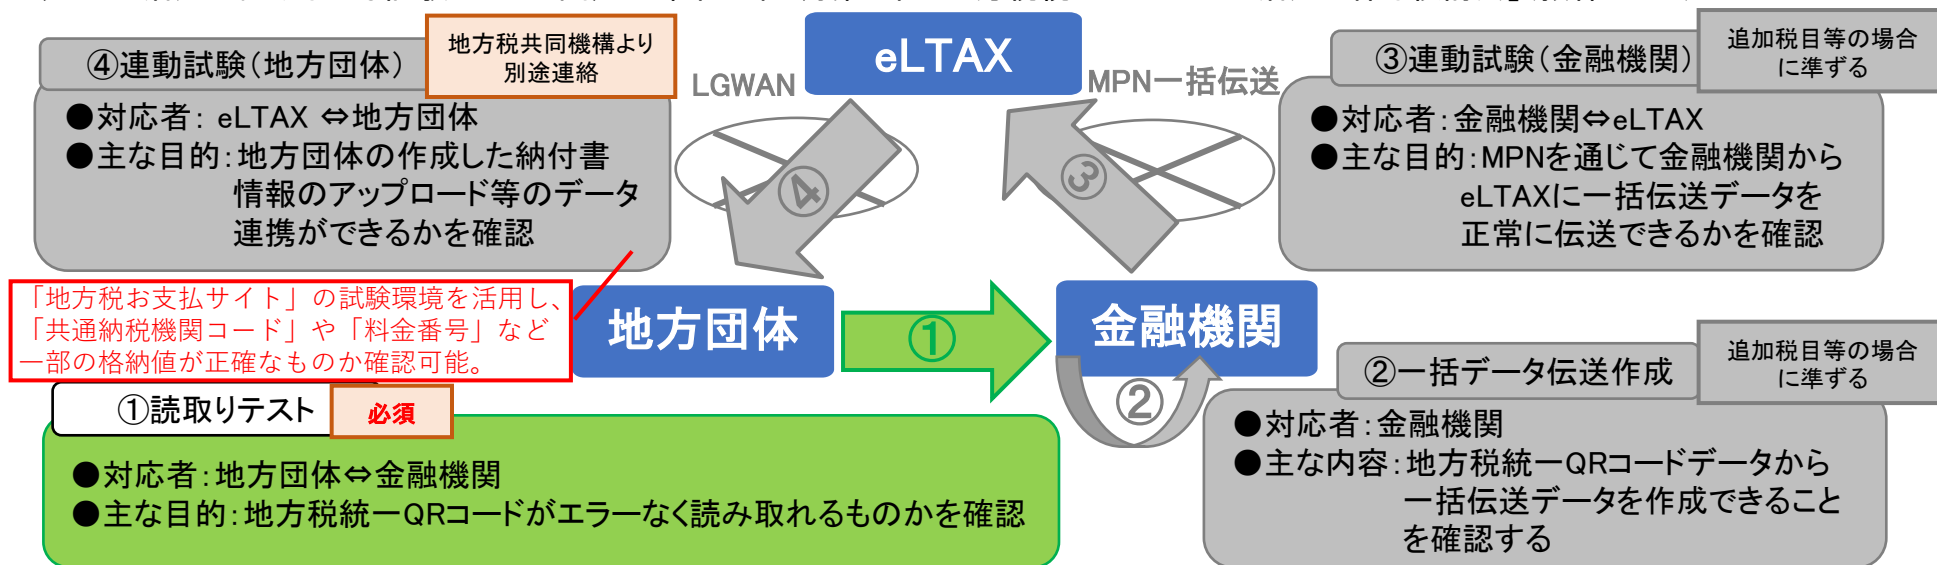 ④連動試験（地方団体）
地方税共同機構より
別途連絡
●対応者：eLTAX ⇔地方団体
●主な目的：地方団体の作成した納付書
情報のアップロード等のデータ
連携ができるかを確認
eLTAX
LGWAN
MPN一括伝送
④
③
③連動試験（金融機関）
追加税目等の場合
に準ずる
●対応者：金融機関⇔eLTAX
●主な目的：MPNを通じて金融機関から
eLTAXに一括伝送データを
正常に伝送できるかを確認
「地方税お支払サイト」の試験環境を活用し、
「共通納税機関コード」や「料金番号」など
一部の格納値が正確なものか確認可能。
地方団体
①
金融機関
②
①読取りテスト
必須
●対応者：地方団体⇔金融機関
●主な目的：地方税統一QRコードがエラーなく読み取れるものかを確認
②一括データ伝送作成
追加税目等の場合
に準ずる
●対応者：金融機関
●主な内容：地方税統一QRコードデータから
一括伝送データを作成できること
を確認する